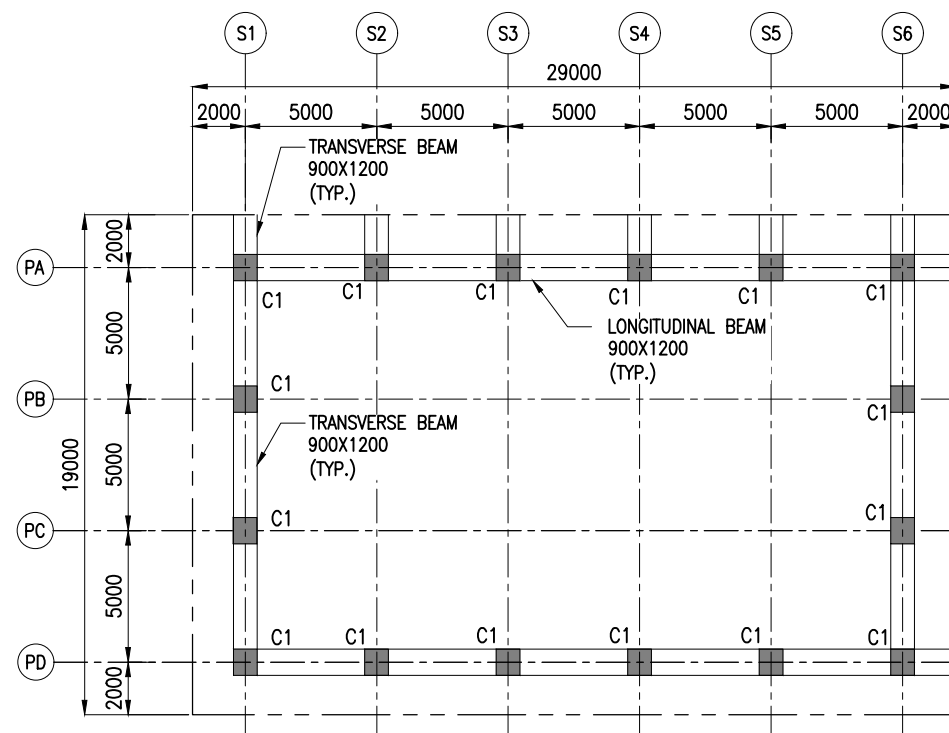 S1 S2 S3 S4 S5 S6
29000
2000 5000 5000 5000 5000 5000 2000
TRANSVERSE BEAM
900X1200
(TYP.)
2000
PA
C1 C1 C1 C1 C1 C1
LONGITUDINAL BEAM
900X1200
(TYP.)
5000
C1
PB
C1
TRANSVERSE BEAM
900X1200
(TYP.)
19000
5000
C1 C1
PC
5000
C1 C1 C1 C1 C1 C1
PD
2000